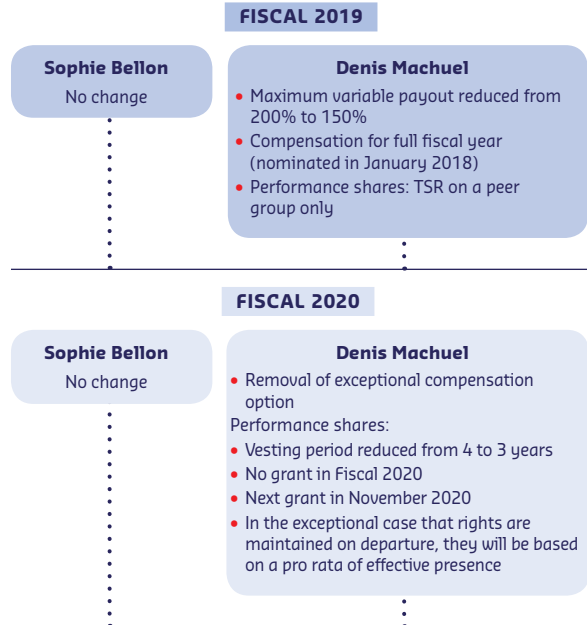 FISCAL 2019
Sophie Bellon
No change
Denis Machuel
• Maximum variable payout reduced from
200% to 150%
• Compensation for full fiscal year
(nominated in January 2018)
• Performance shares: TSR on a peer
group only
FISCAL 2020
Sophie Bellon
No change
Denis Machuel
• Removal of exceptional compensation
option
Performance shares:
• Vesting period reduced from 4 to 3 years
• No grant in Fiscal 2020
• Next grant in November 2020
• In the exceptional case that rights are
maintained on departure, they will be based
on a pro rata of effective presence